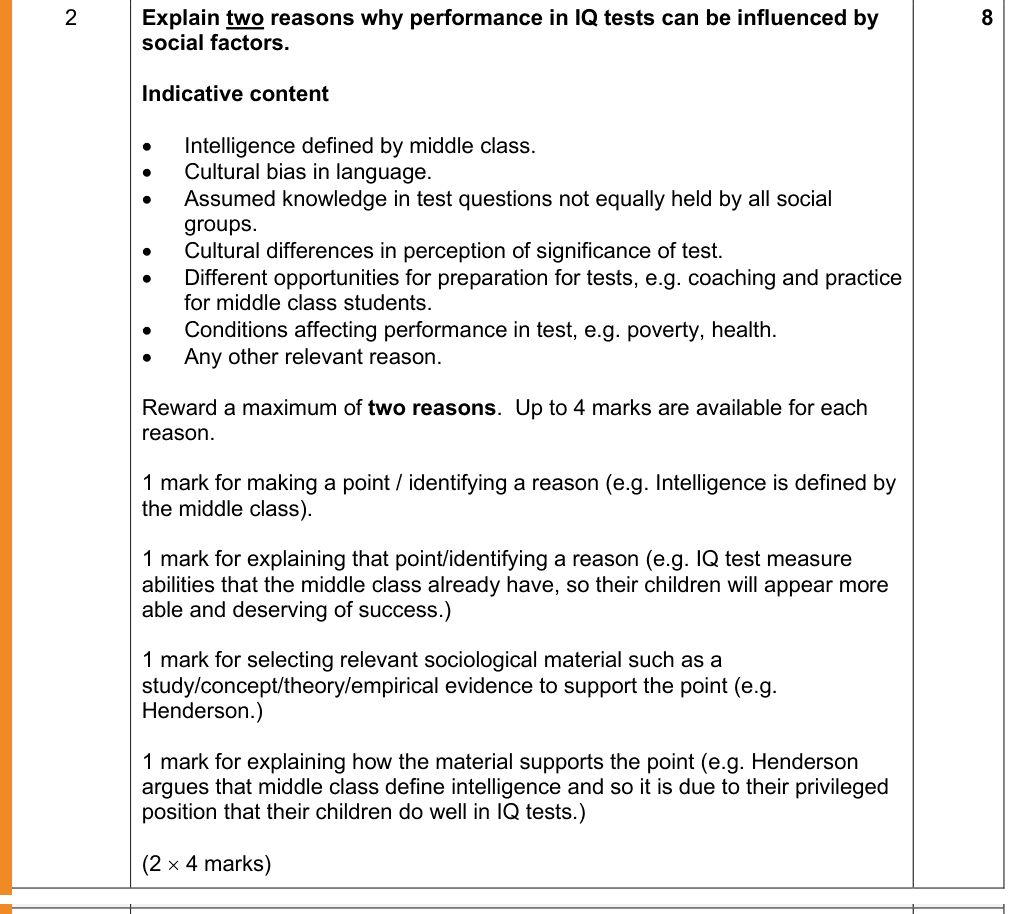 2
Explain two reasons why performance in IQ tests can be influenced by
social factors.
8
Indicative content
• Intelligence defined by middle class.
• Cultural bias in language.
• Assumed knowledge in test questions not equally held by all social
groups.
• Cultural differences in perception of significance of test.
• Different opportunities for preparation for tests, e.g. coaching and practice
for middle class students.
• Conditions affecting performance in test, e.g. poverty, health.
• Any other relevant reason.
Reward a maximum of two reasons. Up to 4 marks are available for each
reason.
1 mark for making a point / identifying a reason (e.g. Intelligence is defined by
the middle class).
1 mark for explaining that point/identifying a reason (e.g. IQ test measure
abilities that the middle class already have, so their children will appear more
able and deserving of success.)
1 mark for selecting relevant sociological material such as a
study/concept/theory/empirical evidence to support the point (e.g.
Henderson.)
1 mark for explaining how the material supports the point (e.g. Henderson
argues that middle class define intelligence and so it is due to their privileged
position that their children do well in IQ tests.)
(2 × 4 marks)